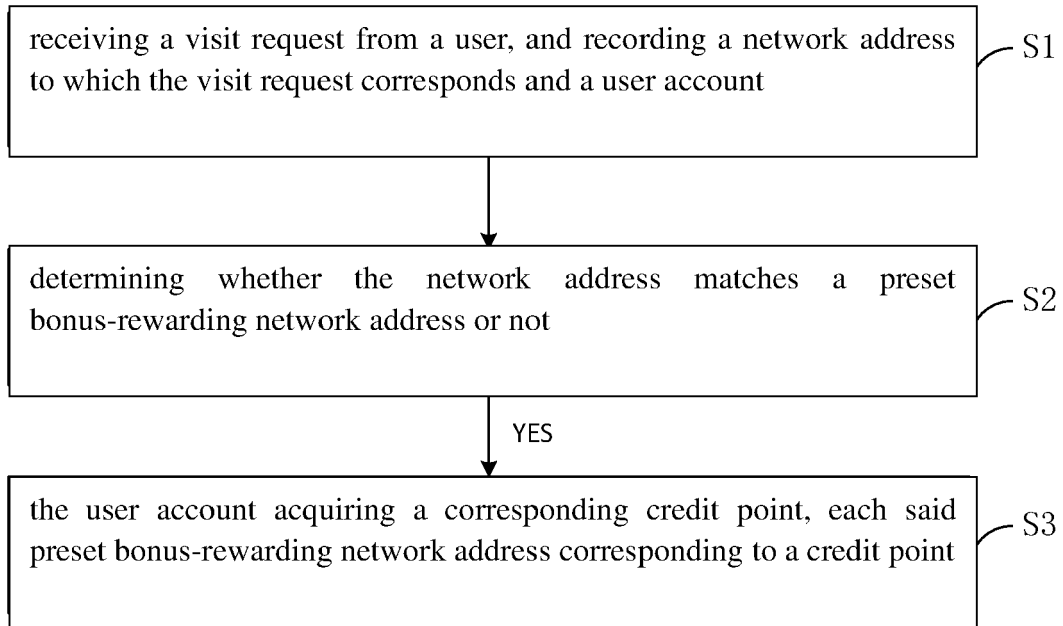 receiving a visit request from a user, and recording a network address
to which the visit request corresponds and a user account
S1
determining whether the network address matches a preset
bonus-rewarding network address or not
S2
YES
the user account acquiring a corresponding credit point, each said
preset bonus-rewarding network address corresponding to a credit point
S3